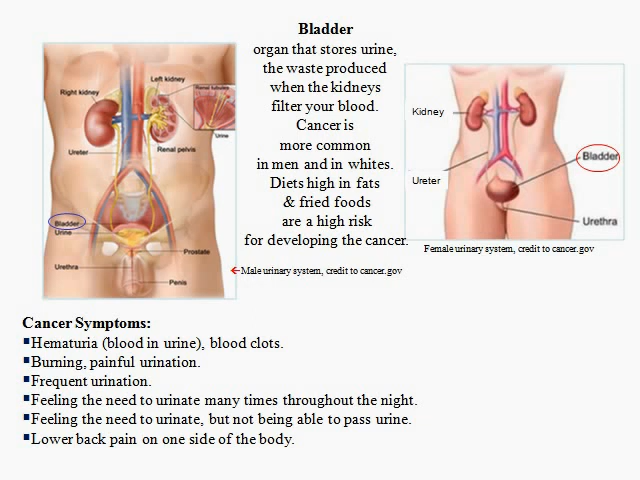 Bladder
organ that stores urine,
the waste produced
when the kidneys
filter your blood.
Cancer is
more common
in men and in whites.
Diets high in fats
& fried foods
are a high risk
for developing the cancer.
Left kidney
Right kidney
Renal tubules
Urine
Ureter
Renal pelvis
Bladder
Urine
Prostate
Urethra
Penis
Male urinary system, credit to cancer.gov
Kidney
Bladder
Ureter
Urethra
Female urinary system, credit to cancer.gov
Cancer Symptoms:
▪Hematuria (blood in urine), blood clots.
▪Burning, painful urination.
▪Frequent urination.
▪Feeling the need to urinate many times throughout the night.
▪Feeling the need to urinate, but not being able to pass urine.
▪Lower back pain on one side of the body.